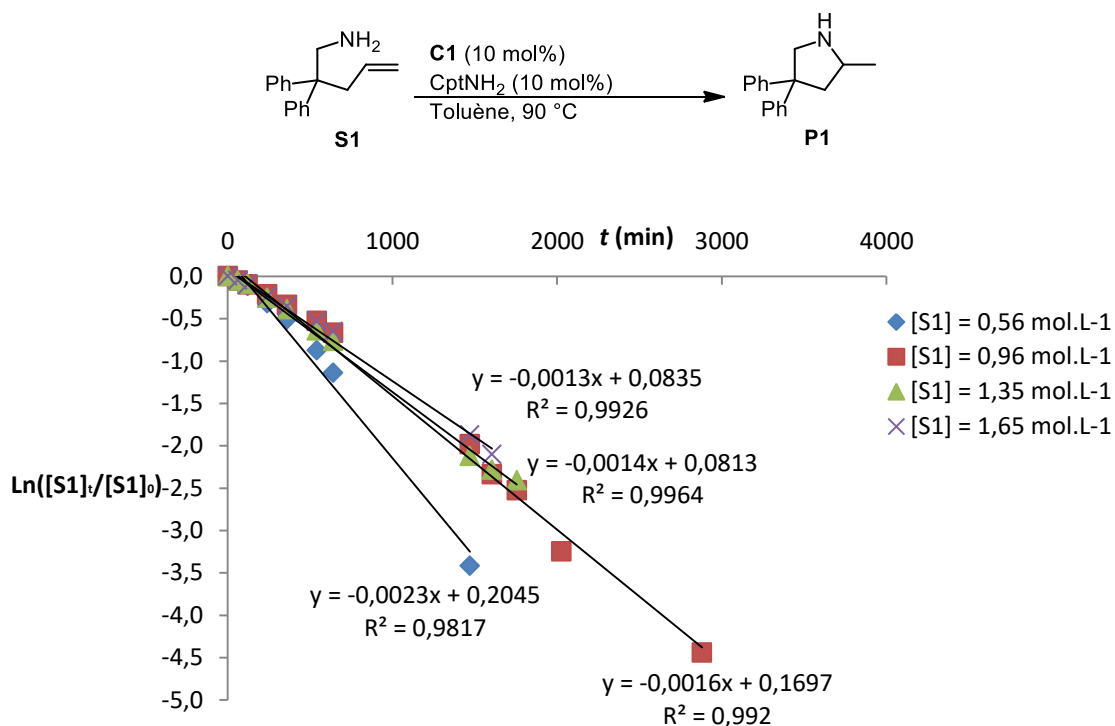 NH₂
Ph
Ph
S1
C1 (10 mol%)
CptNH₂ (10 mol%)
Toluène, 90 °C
H
N
Ph
Ph
P1
0
1000
2000
t (min)
3000
4000
0,0
-0,5
-1,0
-1,5
-2,0
-2,5
-3,0
-3,5
-4,0
-4,5
-5,0
Ln([S1]ₜ/[S1]₀)
y = -0,0013x + 0,0835
R² = 0,9926
y = -0,0014x + 0,0813
R² = 0,9964
y = -0,0023x + 0,2045
R² = 0,9817
y = -0,0016x + 0,1697
R² = 0,992
[S1] = 0,56 mol.L-1
[S1] = 0,96 mol.L-1
[S1] = 1,35 mol.L-1
[S1] = 1,65 mol.L-1